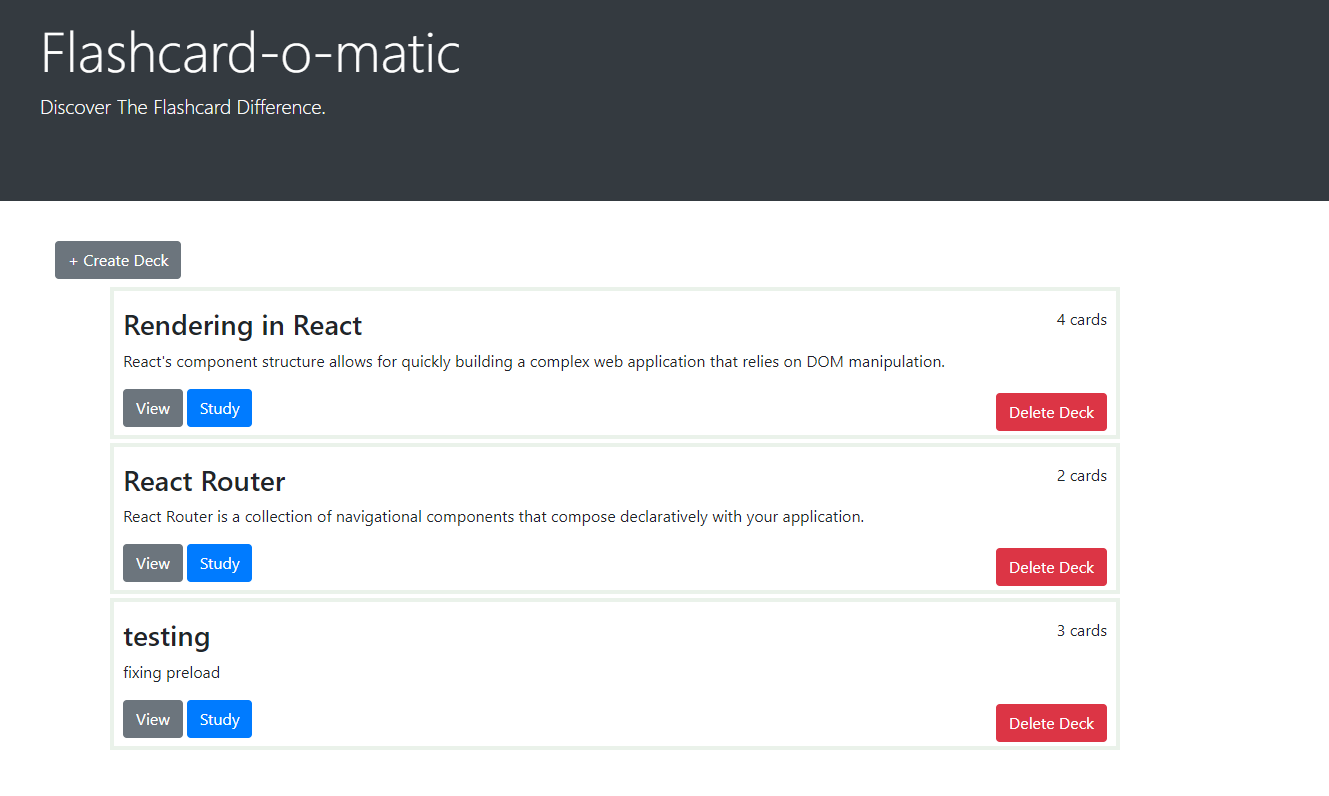 Flashcard-o-matic
Discover The Flashcard Difference.
+ Create Deck
Rendering in React
4 cards
React's component structure allows for quickly building a complex web application that relies on DOM manipulation.
View
Study
Delete Deck
React Router
2 cards
React Router is a collection of navigational components that compose declaratively with your application.
View
Study
Delete Deck
testing
3 cards
fixing preload
View
Study
Delete Deck